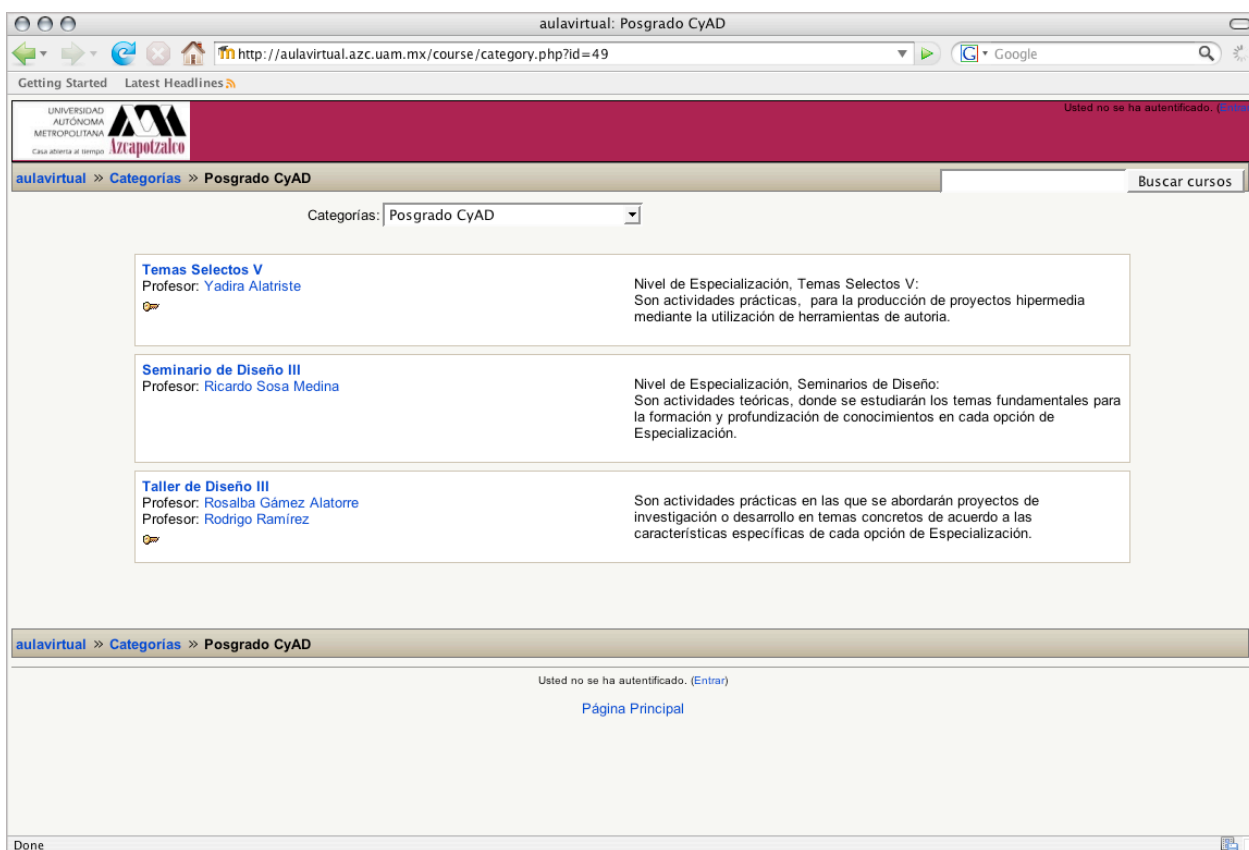 aulavirtual: Posgrado CyAD
http://aulavirtual.azc.uam.mx/course/category.php?id=49
G Google
Getting Started Latest Headlines
UNIVERSIDAD
AUTÓNOMA
METROPOLITANA
Casa abierta al tiempo Azcapotzalco
Usted no se ha autentificado. (Entrar
aulavirtual » Categorías » Posgrado CyAD
Buscar cursos
Categorías: Posgrado CyAD
Temas Selectos V
Profesor: Yadira Alatriste
Nivel de Especialización, Temas Selectos V:
Son actividades prácticas, para la producción de proyectos hipermedia
mediante la utilización de herramientas de autoria.
Seminario de Diseño III
Profesor: Ricardo Sosa Medina
Nivel de Especialización, Seminarios de Diseño:
Son actividades teóricas, donde se estudiarán los temas fundamentales para
la formación y profundización de conocimientos en cada opción de
Especialización.
Taller de Diseño III
Profesor: Rosalba Gámez Alatorre
Profesor: Rodrigo Ramírez
Son actividades prácticas en las que se abordarán proyectos de
investigación o desarrollo en temas concretos de acuerdo a las
características específicas de cada opción de Especialización.
aulavirtual » Categorías » Posgrado CyAD
Usted no se ha autentificado. (Entrar)
Página Principal
Done